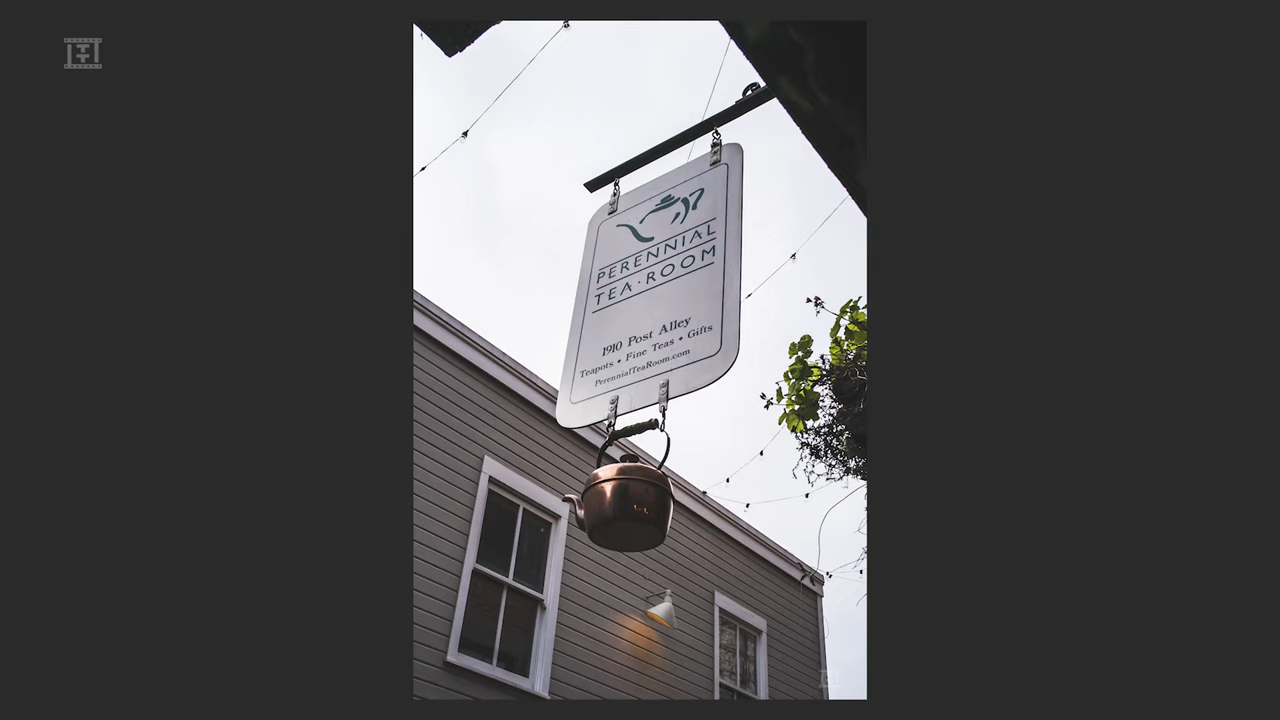 PERENNIAL
TEA·ROOM
1910 Post Alley
Teapots • Fine Teas • Gifts
PerennialTeaRoom.com